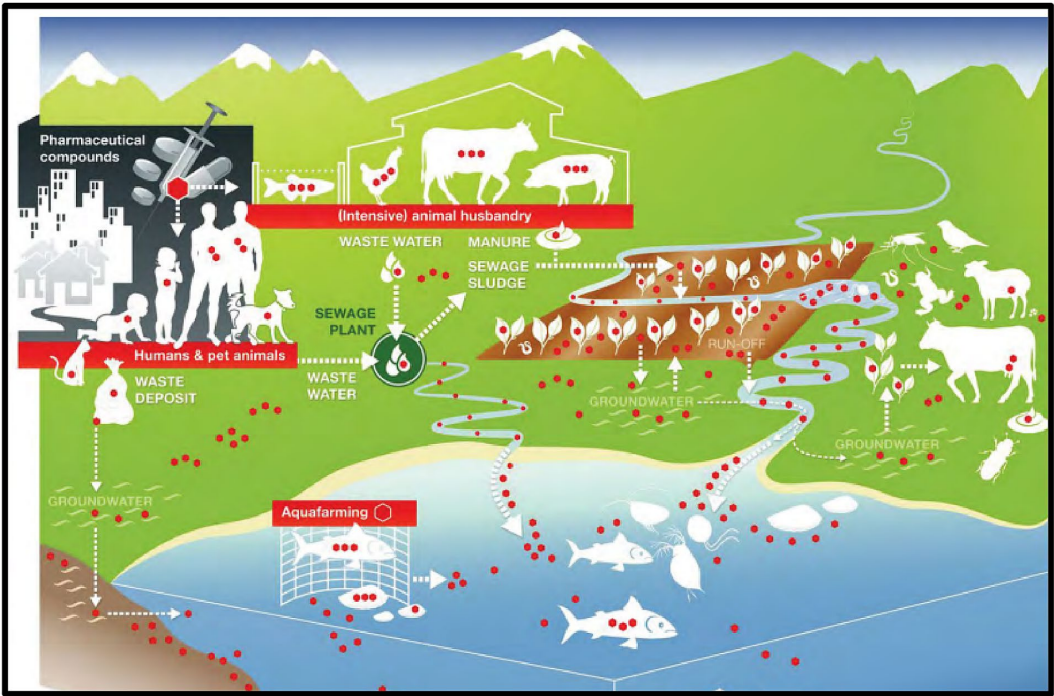 Pharmaceutical
compounds
(Intensive) animal husbandry
WASTE WATER
MANURE
SEWAGE
SLUDGE
SEWAGE
PLANT
RUN-OFF
Humans & pet animals
WASTE
DEPOSIT
WASTE
WATER
GROUNDWATER
GROUNDWATER
GROUNDWATER
Aquafarming